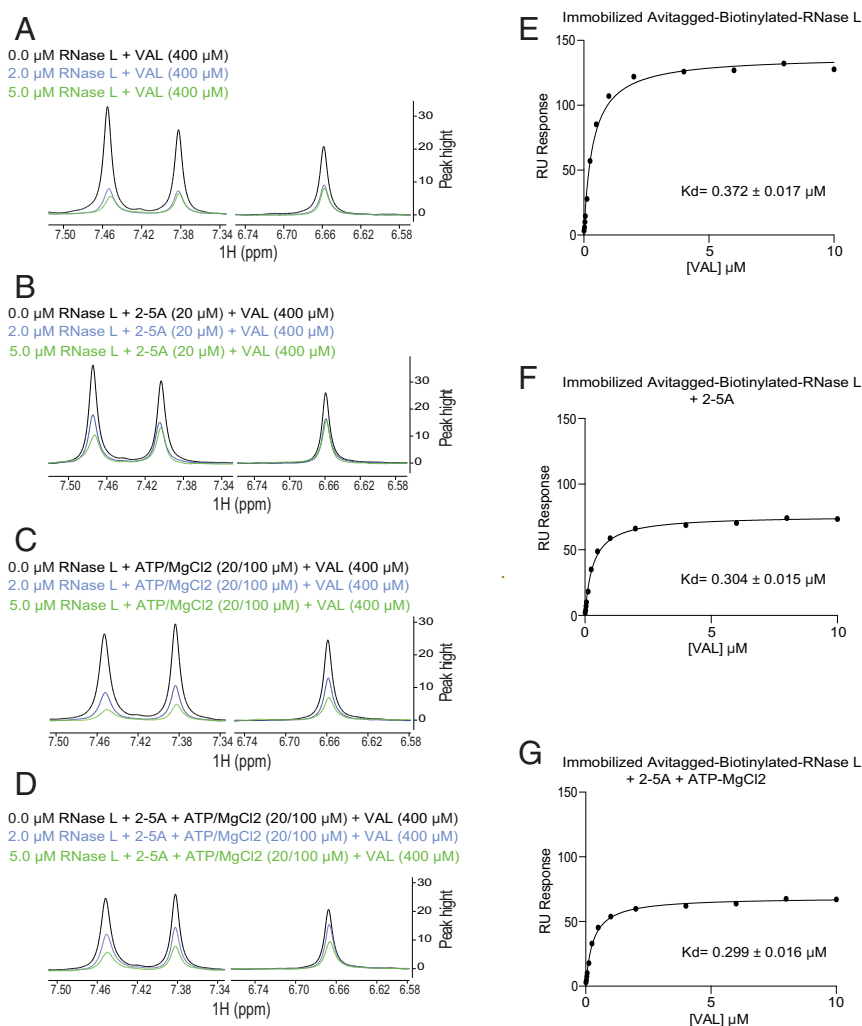 A
0.0 µM RNase L + VAL (400 µM)
2.0 µM RNase L + VAL (400 µM)
5.0 µM RNase L + VAL (400 µM)
30
20
10
0
Peak hight
7.50 7.46 7.42 7.38 7.34 6.74 6.70 6.66 6.62 6.58
1H (ppm)
B
0.0 µM RNase L + 2-5A (20 µM) + VAL (400 µM)
2.0 µM RNase L + 2-5A (20 µM) + VAL (400 µM)
5.0 µM RNase L + 2-5A (20 µM) + VAL (400 µM)
30
20
10
0
Peak hight
7.50 7.46 7.42 7.38 7.34 6.74 6.70 6.66 6.62 6.58
1H (ppm)
C
0.0 µM RNase L + ATP/MgCl2 (20/100 µM) + VAL (400 µM)
2.0 µM RNase L + ATP/MgCl2 (20/100 µM) + VAL (400 µM)
5.0 µM RNase L + ATP/MgCl2 (20/100 µM) + VAL (400 µM)
30
20
10
0
Peak hight
7.50 7.46 7.42 7.38 7.34 6.74 6.70 6.66 6.62 6.58
1H (ppm)
D
0.0 µM RNase L + 2-5A + ATP/MgCl2 (20/100 µM) + VAL (400 µM)
2.0 µM RNase L + 2-5A + ATP/MgCl2 (20/100 µM) + VAL (400 µM)
5.0 µM RNase L + 2-5A + ATP/MgCl2 (20/100 µM) + VAL (400 µM)
30
20
10
0
Peak hight
7.50 7.46 7.42 7.38 7.34 6.74 6.70 6.66 6.62 6.58
1H (ppm)
E
Immobilized Avitagged-Biotinylated-RNase L
150
100
50
0
RU Response
Kd= 0.372 ± 0.017 µM
0 5 10
[VAL] µM
F
Immobilized Avitagged-Biotinylated-RNase L
+ 2-5A
150
100
50
0
RU Response
Kd= 0.304 ± 0.015 µM
0 5 10
[VAL] µM
G
Immobilized Avitagged-Biotinylated-RNase L
+ 2-5A + ATP-MgCl2
150
100
50
0
RU Response
Kd= 0.299 ± 0.016 µM
0 5 10
[VAL] µM